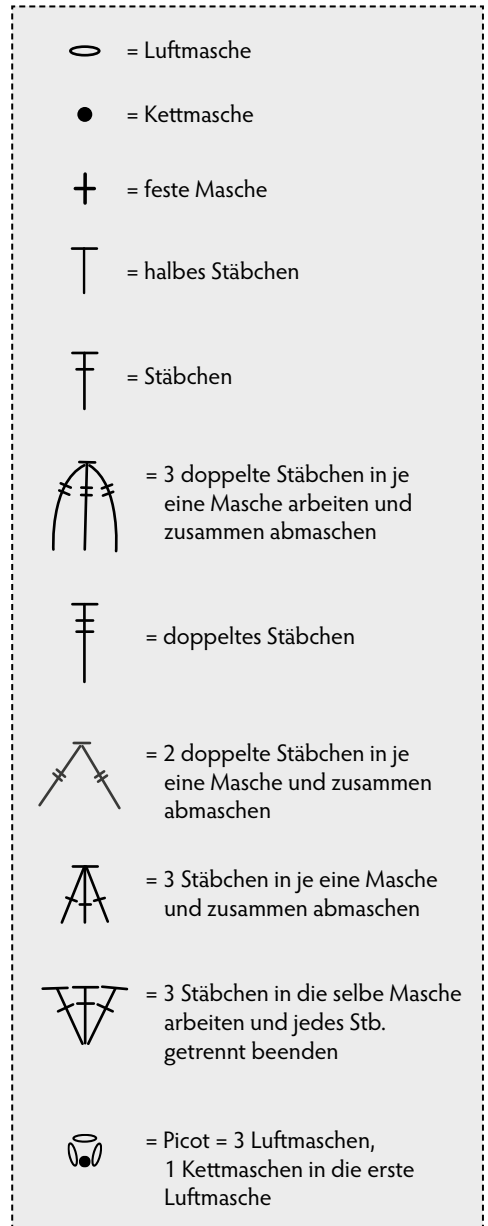 = Luftmasche
= Kettmasche
= feste Masche
= halbes Stäbchen
= Stäbchen
= 3 doppelte Stäbchen in je
eine Masche arbeiten und
zusammen abmaschen
= doppeltes Stäbchen
= 2 doppelte Stäbchen in je
eine Masche und zusammen
abmaschen
= 3 Stäbchen in je eine Masche
und zusammen abmaschen
= 3 Stäbchen in die selbe Masche
arbeiten und jedes Stb.
getrennt beenden
= Picot = 3 Luftmaschen,
1 Kettmaschen in die erste
Luftmasche